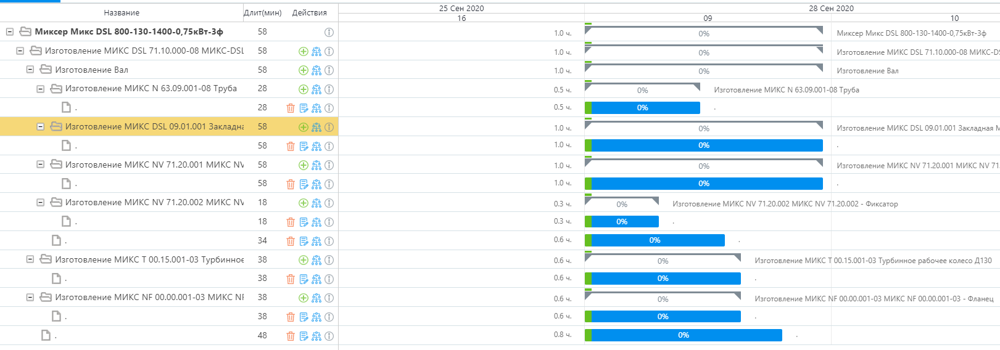 Название Длит(мин) Действия 25 Сен 2020 28 Сен 2020
16 09 10
Миксер Микс DSL 800-130-1400-0,75кВт-3ф 58 1.0 ч. 0% Миксер Микс DSL 800-130-1400-0,75кВт-3ф
Изготовление МИКС DSL 71.10.000-08 МИКС-DSL 58 1.0 ч. 0% Изготовление МИКС DSL 71.10.000-08 МИКС-DS
Изготовление Вал 58 1.0 ч. 0% Изготовление Вал
Изготовление МИКС N 63.09.001-08 Труба 28 0.5 ч. 0% Изготовление МИКС N 63.09.001-08 Труба
. 28 0.5 ч. 0% .
Изготовление МИКС DSL 09.01.001 Закладна 58 1.0 ч. 0% Изготовление МИКС DSL 09.01.001 Закладная М
. 58 1.0 ч. 0% .
Изготовление МИКС NV 71.20.001 МИКС NV 58 1.0 ч. 0% Изготовление МИКС NV 71.20.001 МИКС NV 71
. 58 1.0 ч. 0% .
Изготовление МИКС NV 71.20.002 МИКС NV 18 0.3 ч. 0% Изготовление МИКС NV 71.20.002 МИКС NV 71.20.002 - Фиксатор
. 18 0.3 ч. 0% .
. 34 0.6 ч. 0% .
Изготовление МИКС Т 00.15.001-03 Турбинное 38 0.6 ч. 0% Изготовление МИКС Т 00.15.001-03 Турбинное рабочее колесо Д130
. 38 0.6 ч. 0% .
Изготовление МИКС NF 00.00.001-03 МИКС NF 38 0.6 ч. 0% Изготовление МИКС NF 00.00.001-03 МИКС NF 00.00.001-03 - Фланец
. 38 0.6 ч. 0% .
. 48 0.8 ч. 0% .